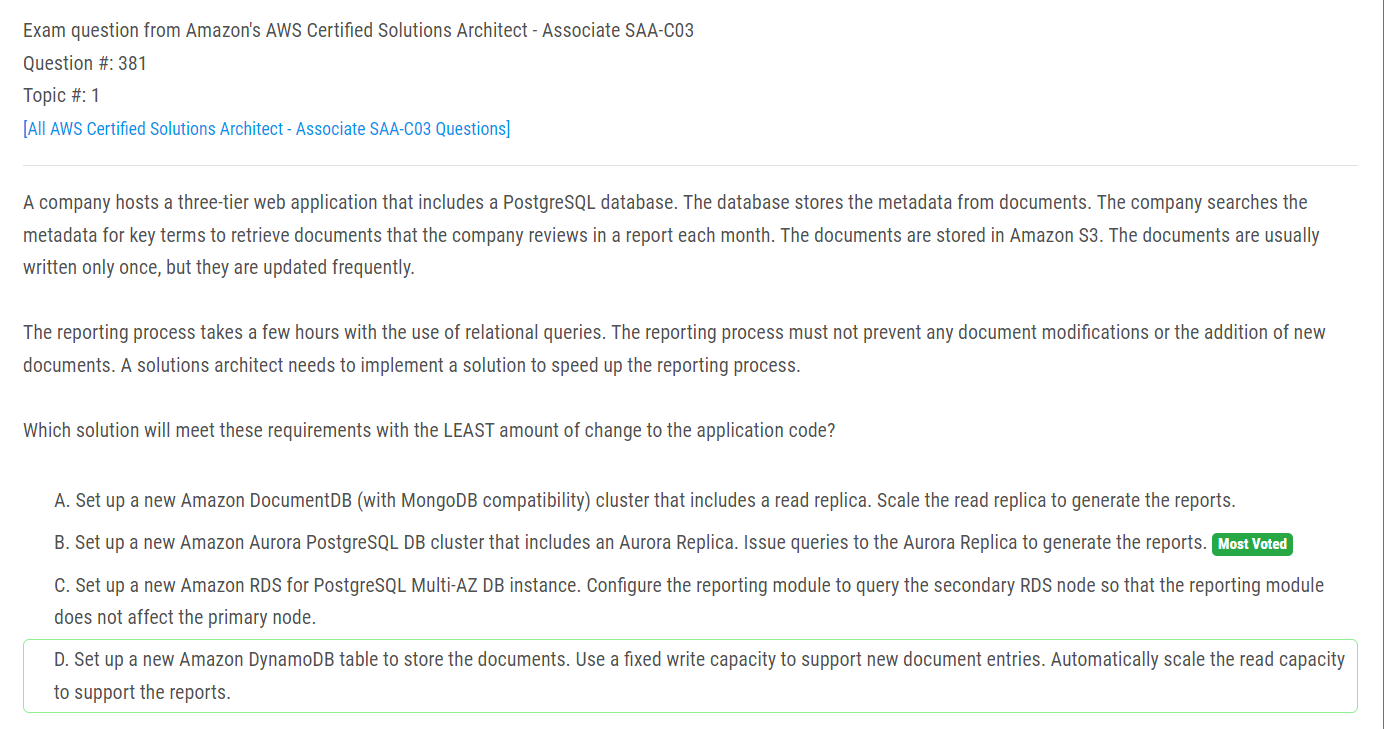 Exam question from Amazon's AWS Certified Solutions Architect - Associate SAA-C03
Question #: 381
Topic #: 1
[All AWS Certified Solutions Architect - Associate SAA-C03 Questions]
A company hosts a three-tier web application that includes a PostgreSQL database. The database stores the metadata from documents. The company searches the
metadata for key terms to retrieve documents that the company reviews in a report each month. The documents are stored in Amazon S3. The documents are usually
written only once, but they are updated frequently.
The reporting process takes a few hours with the use of relational queries. The reporting process must not prevent any document modifications or the addition of new
documents. A solutions architect needs to implement a solution to speed up the reporting process.
Which solution will meet these requirements with the LEAST amount of change to the application code?
A. Set up a new Amazon DocumentDB (with MongoDB compatibility) cluster that includes a read replica. Scale the read replica to generate the reports.
B. Set up a new Amazon Aurora PostgreSQL DB cluster that includes an Aurora Replica. Issue queries to the Aurora Replica to generate the reports. Most Voted
C. Set up a new Amazon RDS for PostgreSQL Multi-AZ DB instance. Configure the reporting module to query the secondary RDS node so that the reporting module
does not affect the primary node.
D. Set up a new Amazon DynamoDB table to store the documents. Use a fixed write capacity to support new document entries. Automatically scale the read capacity
to support the reports.